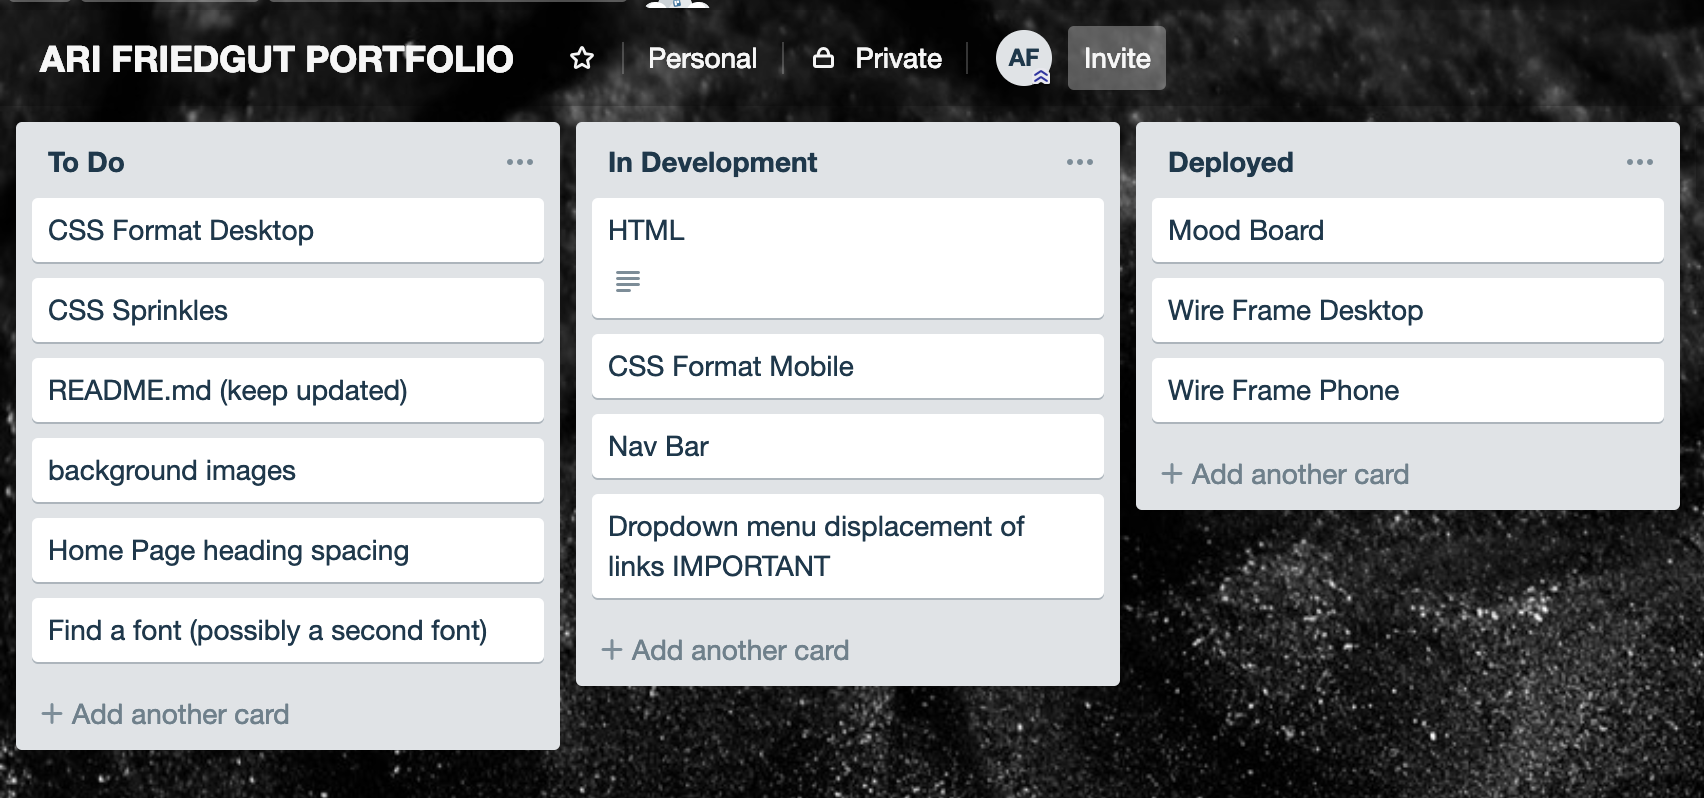 ARI FRIEDGUT PORTFOLIO
Personal
Private
AF
Invite
To Do
CSS Format Desktop
CSS Sprinkles
README.md (keep updated)
background images
Home Page heading spacing
Find a font (possibly a second font)
+ Add another card
In Development
HTML
CSS Format Mobile
Nav Bar
Dropdown menu displacement of
links IMPORTANT
+ Add another card
Deployed
Mood Board
Wire Frame Desktop
Wire Frame Phone
+ Add another card